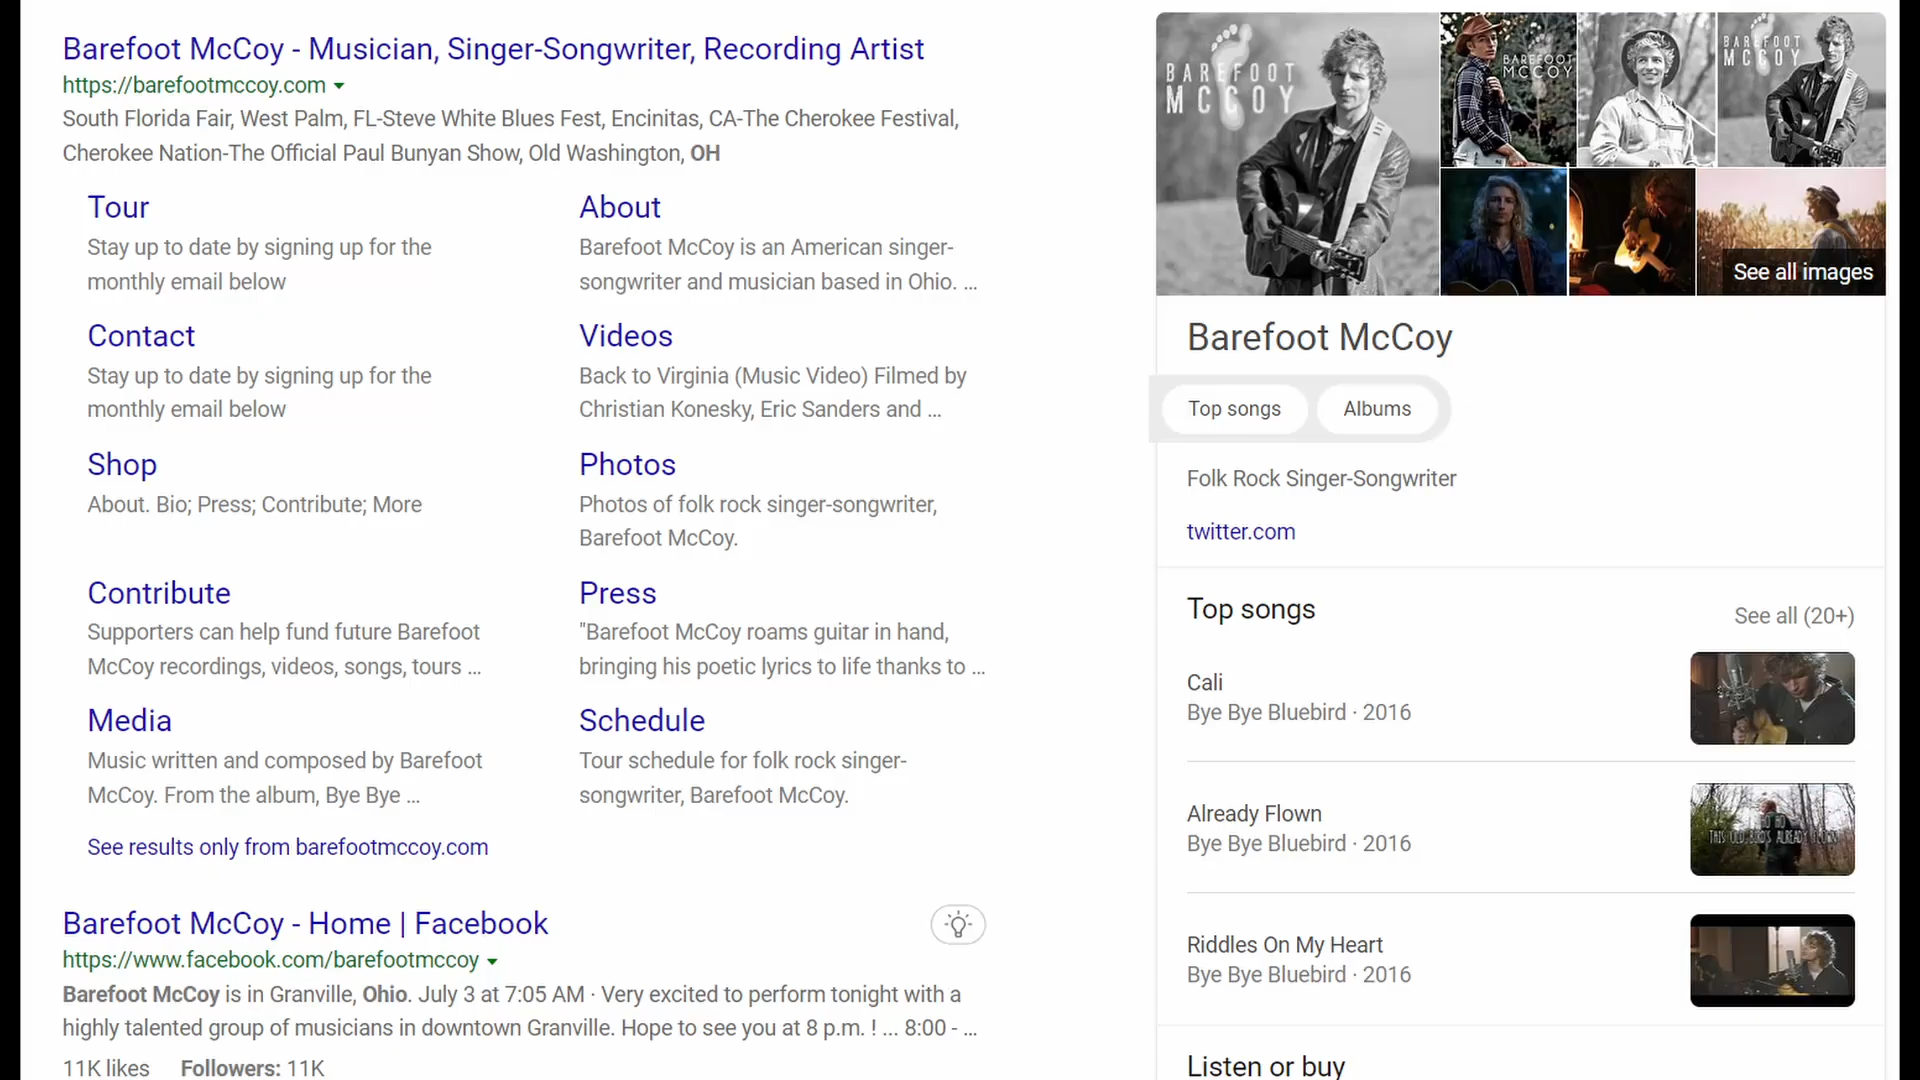 Barefoot McCoy - Musician, Singer-Songwriter, Recording Artist
https://barefootmccoy.com
South Florida Fair, West Palm, FL-Steve White Blues Fest, Encinitas, CA-The Cherokee Festival,
Cherokee Nation-The Official Paul Bunyan Show, Old Washington, OH
Tour
Stay up to date by signing up for the
monthly email below
About
Barefoot McCoy is an American singer-
songwriter and musician based in Ohio. ...
Contact
Stay up to date by signing up for the
monthly email below
Videos
Back to Virginia (Music Video) Filmed by
Christian Konesky, Eric Sanders and ...
Shop
About. Bio; Press; Contribute; More
Photos
Photos of folk rock singer-songwriter,
Barefoot McCoy.
Contribute
Supporters can help fund future Barefoot
McCoy recordings, videos, songs, tours ...
Press
"Barefoot McCoy roams guitar in hand,
bringing his poetic lyrics to life thanks to ...
Media
Music written and composed by Barefoot
McCoy. From the album, Bye Bye ...
Schedule
Tour schedule for folk rock singer-
songwriter, Barefoot McCoy.
See results only from barefootmccoy.com
Barefoot McCoy - Home | Facebook
https://www.facebook.com/barefootmccoy
Barefoot McCoy is in Granville, Ohio. July 3 at 7:05 AM · Very excited to perform tonight with a
highly talented group of musicians in downtown Granville. Hope to see you at 8 p.m. ! ... 8:00 - ...
11K likes Followers: 11K
BAREFOOT
MCCOY
BAREFOOT
MCCOY
BAREFOOT
MCCOY
See all images
Barefoot McCoy
Top songs
Albums
Folk Rock Singer-Songwriter
twitter.com
Top songs
See all (20+)
Cali
Bye Bye Bluebird · 2016
Already Flown
Bye Bye Bluebird · 2016
THIS OLD BIRD'S ALREADY FLOWN
Riddles On My Heart
Bye Bye Bluebird · 2016
Listen or buy